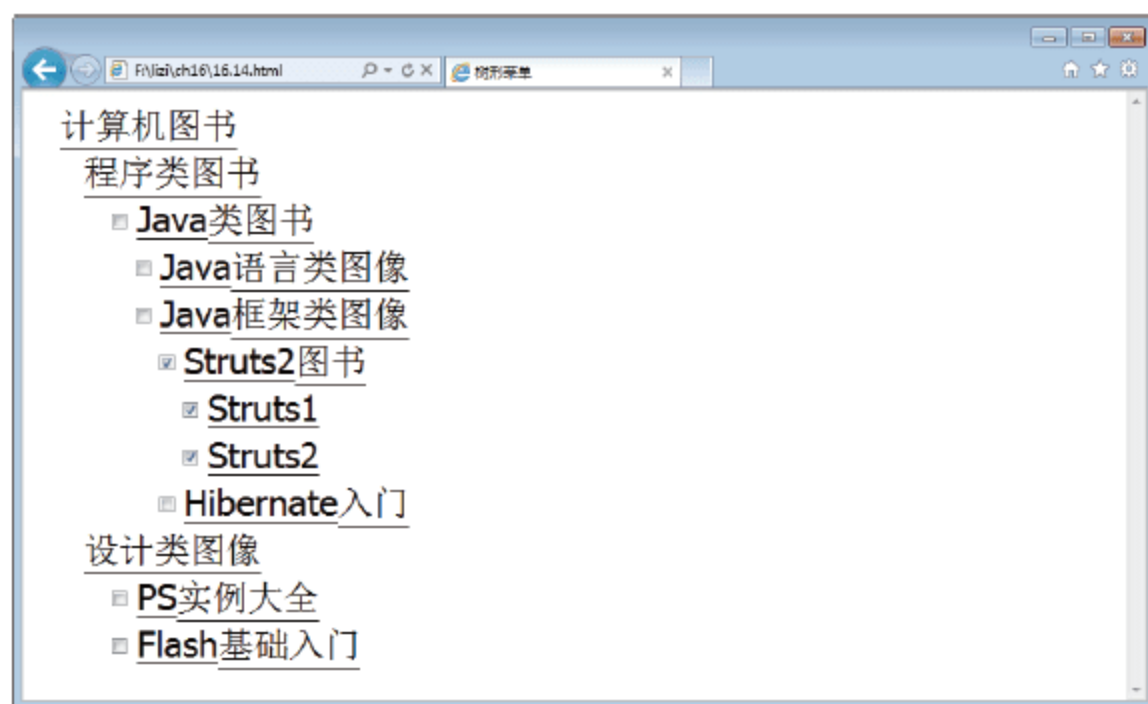 F:\lizi\ch16\16.14.html
树形菜单
计算机图书
程序类图书
Java类图书
Java语言类图像
Java框架类图像
Struts2图书
Struts1
Struts2
Hibernate入门
设计类图像
PS实例大全
Flash基础入门